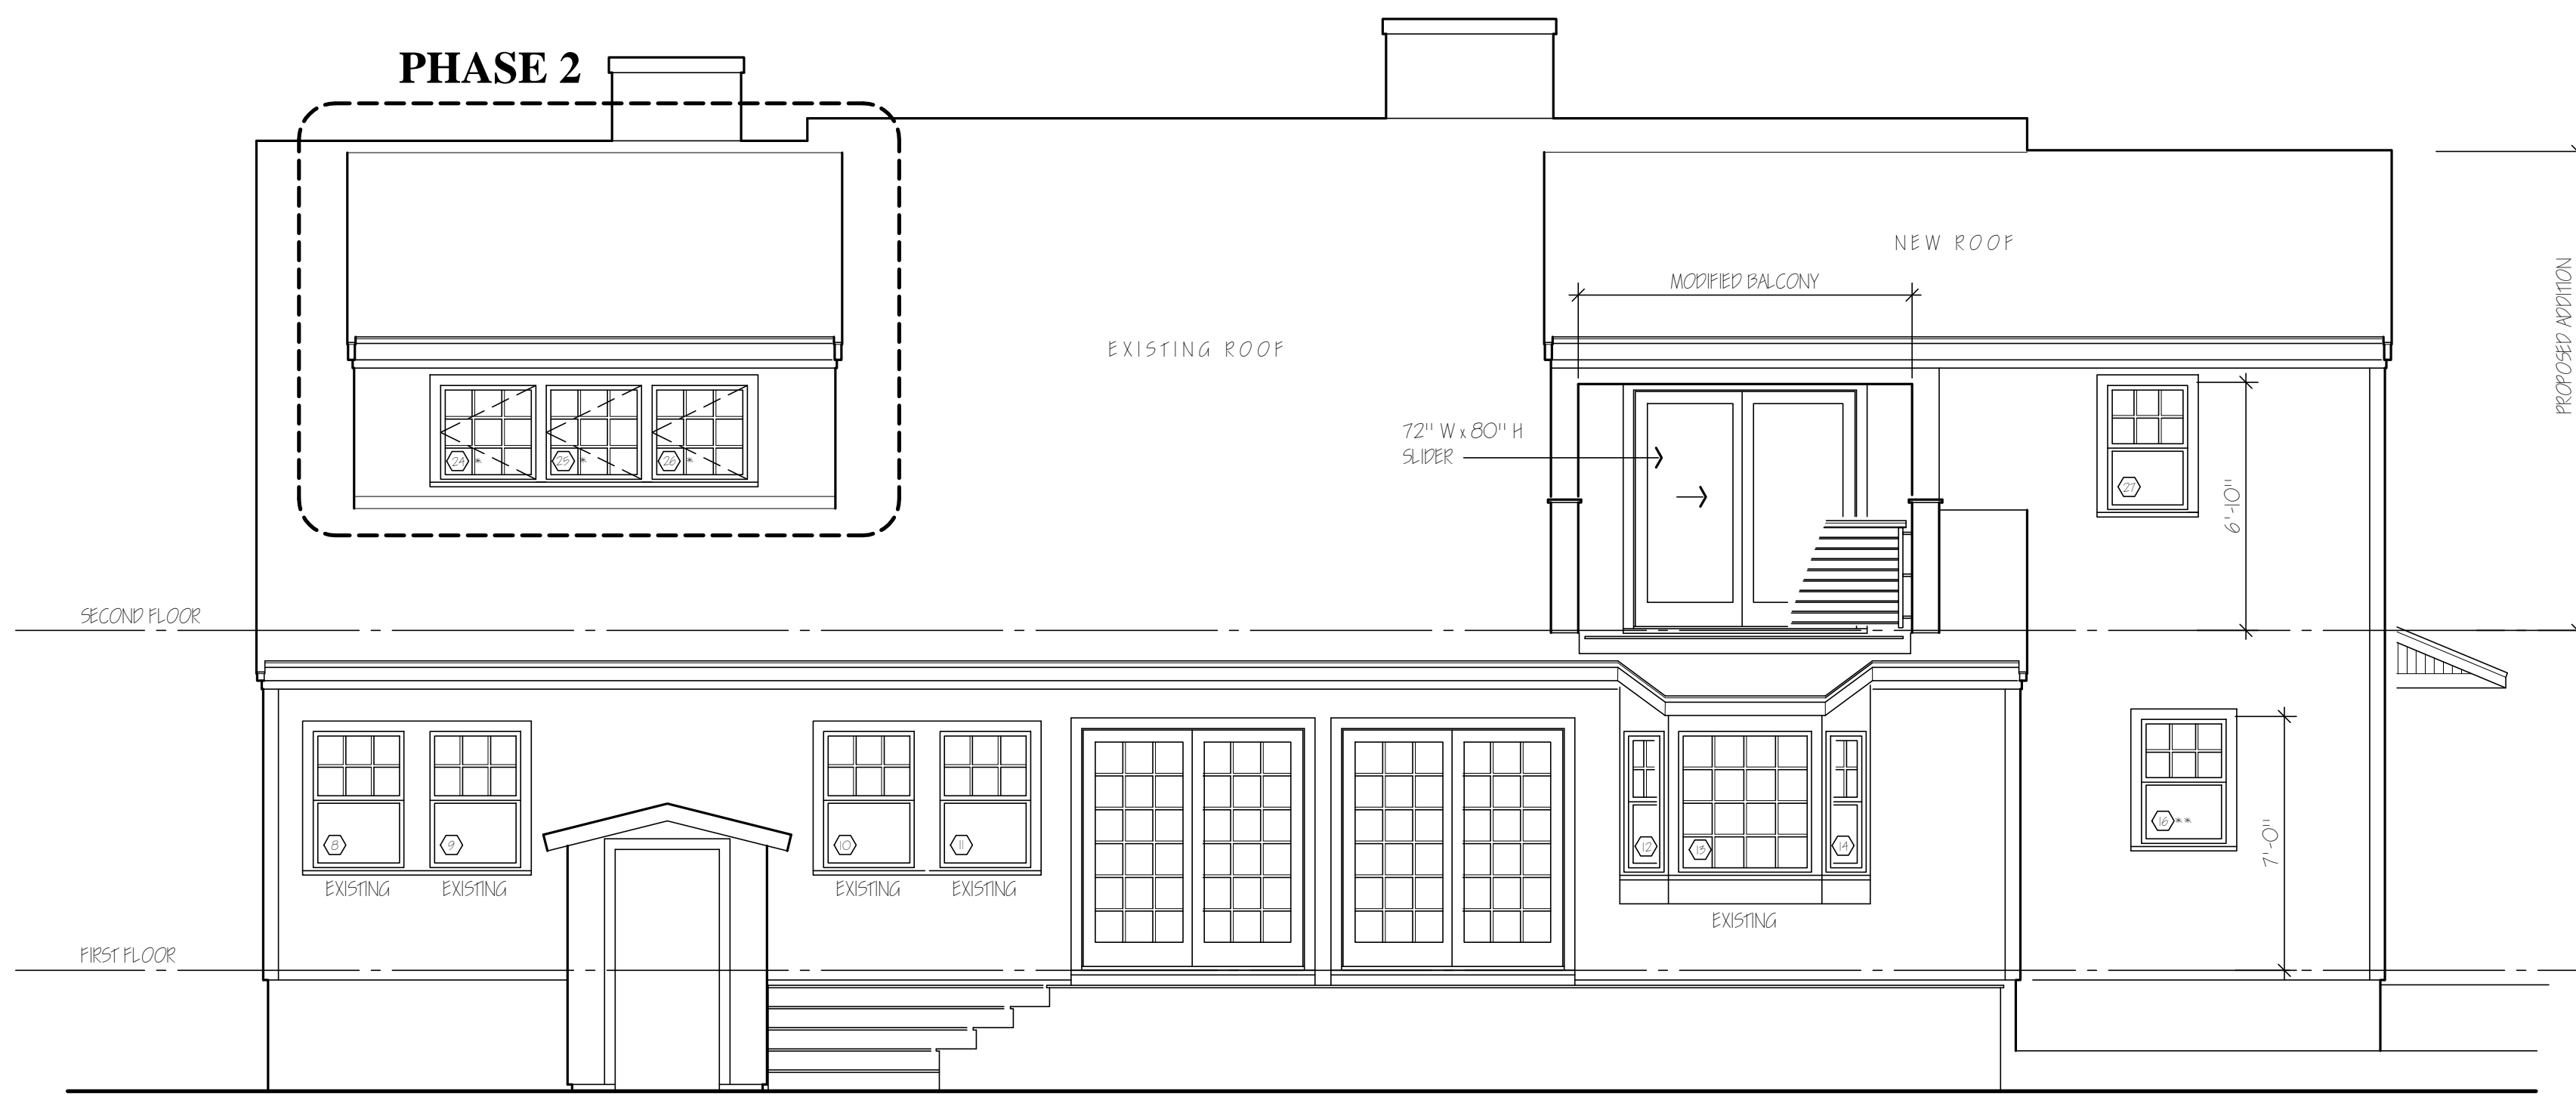 PHASE 2
NEW ROOF
MODIFIED BALCONY
EXISTING ROOF
PROPOSED ADDITION
72" W x 80" H
SLIDER
24 *
25 *
26 *
27
6'-10"
SECOND FLOOR
8
9
10
11
12
13
14
16 **
7'-0"
EXISTING
EXISTING
EXISTING
EXISTING
EXISTING
FIRST FLOOR